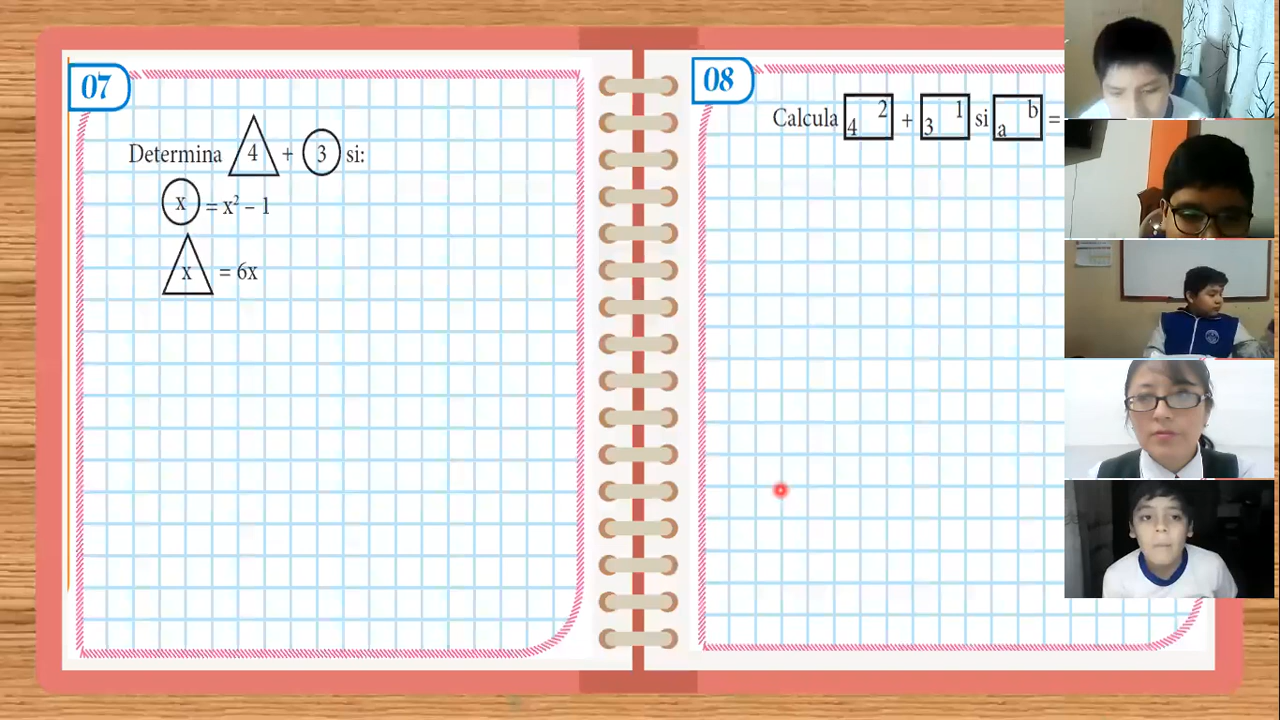 07
Determina 4 + 3 si:
x = x² – 1
x = 6x
08
Calcula 4 2 + 3 1 si a b =